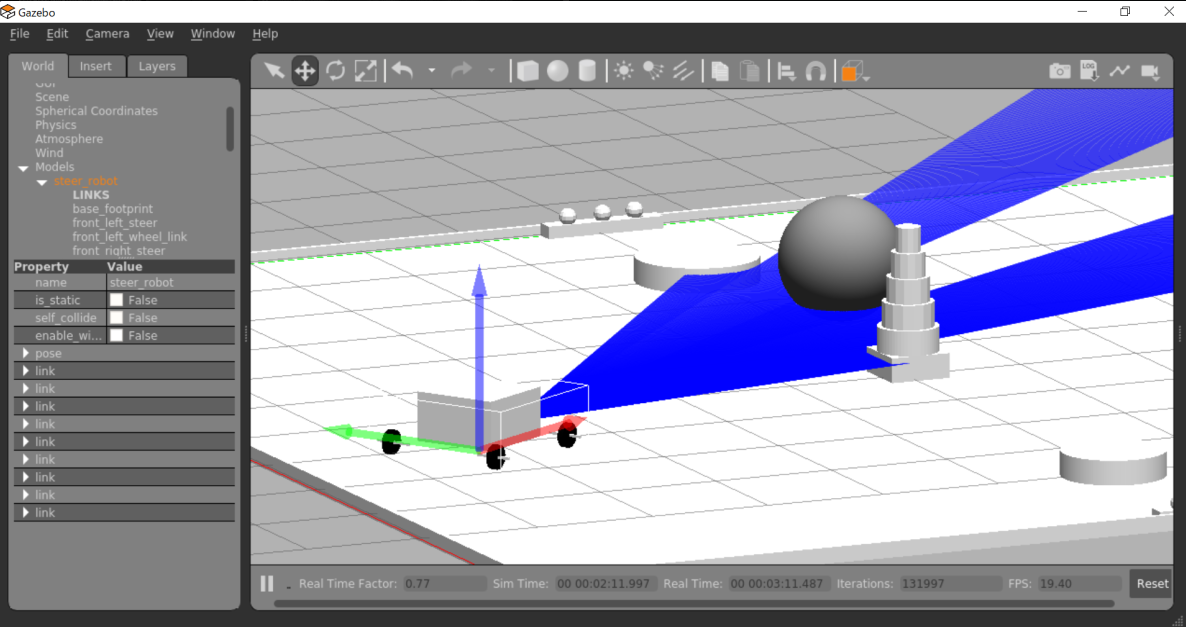 Gazebo
File Edit Camera View Window Help
World Insert Layers
GUI
Scene
Spherical Coordinates
Physics
Atmosphere
Wind
Models
steer_robot
LINKS
base_footprint
front_left_steer
front_left_wheel_link
front_right_steer
Property Value
name steer_robot
is_static False
self_collide False
enable_wi... False
pose
link
link
link
link
link
link
link
link
link
LOG
Real Time Factor: 0.77 Sim Time: 00 00:02:11.997 Real Time: 00 00:03:11.487 Iterations: 131997 FPS: 19.40 Reset